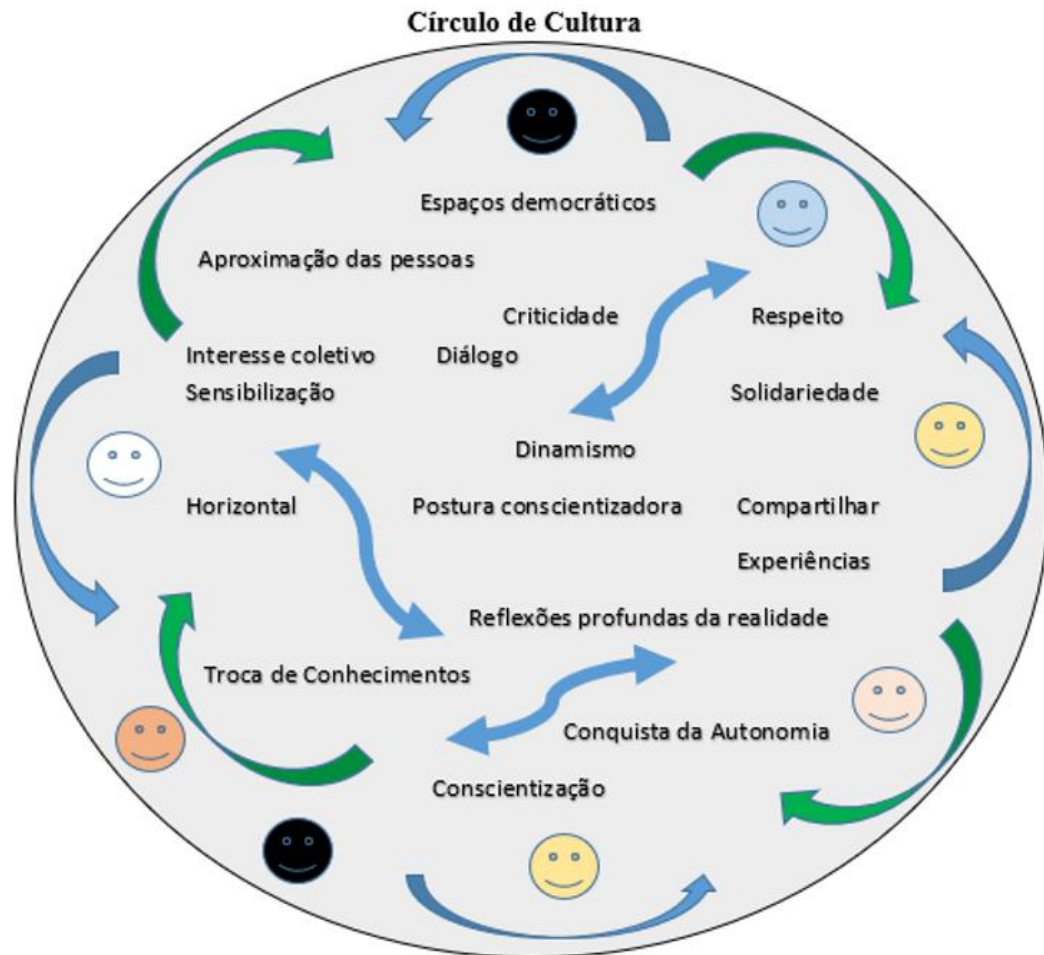 Círculo de Cultura
Espaços democráticos
Aproximação das pessoas
Criticidade
Respeito
Interesse coletivo
Diálogo
Sensibilização
Solidariedade
Dinamismo
Horizontal
Postura conscientizadora
Compartilhar
Experiências
Reflexões profundas da realidade
Troca de Conhecimentos
Conquista da Autonomia
Conscientização